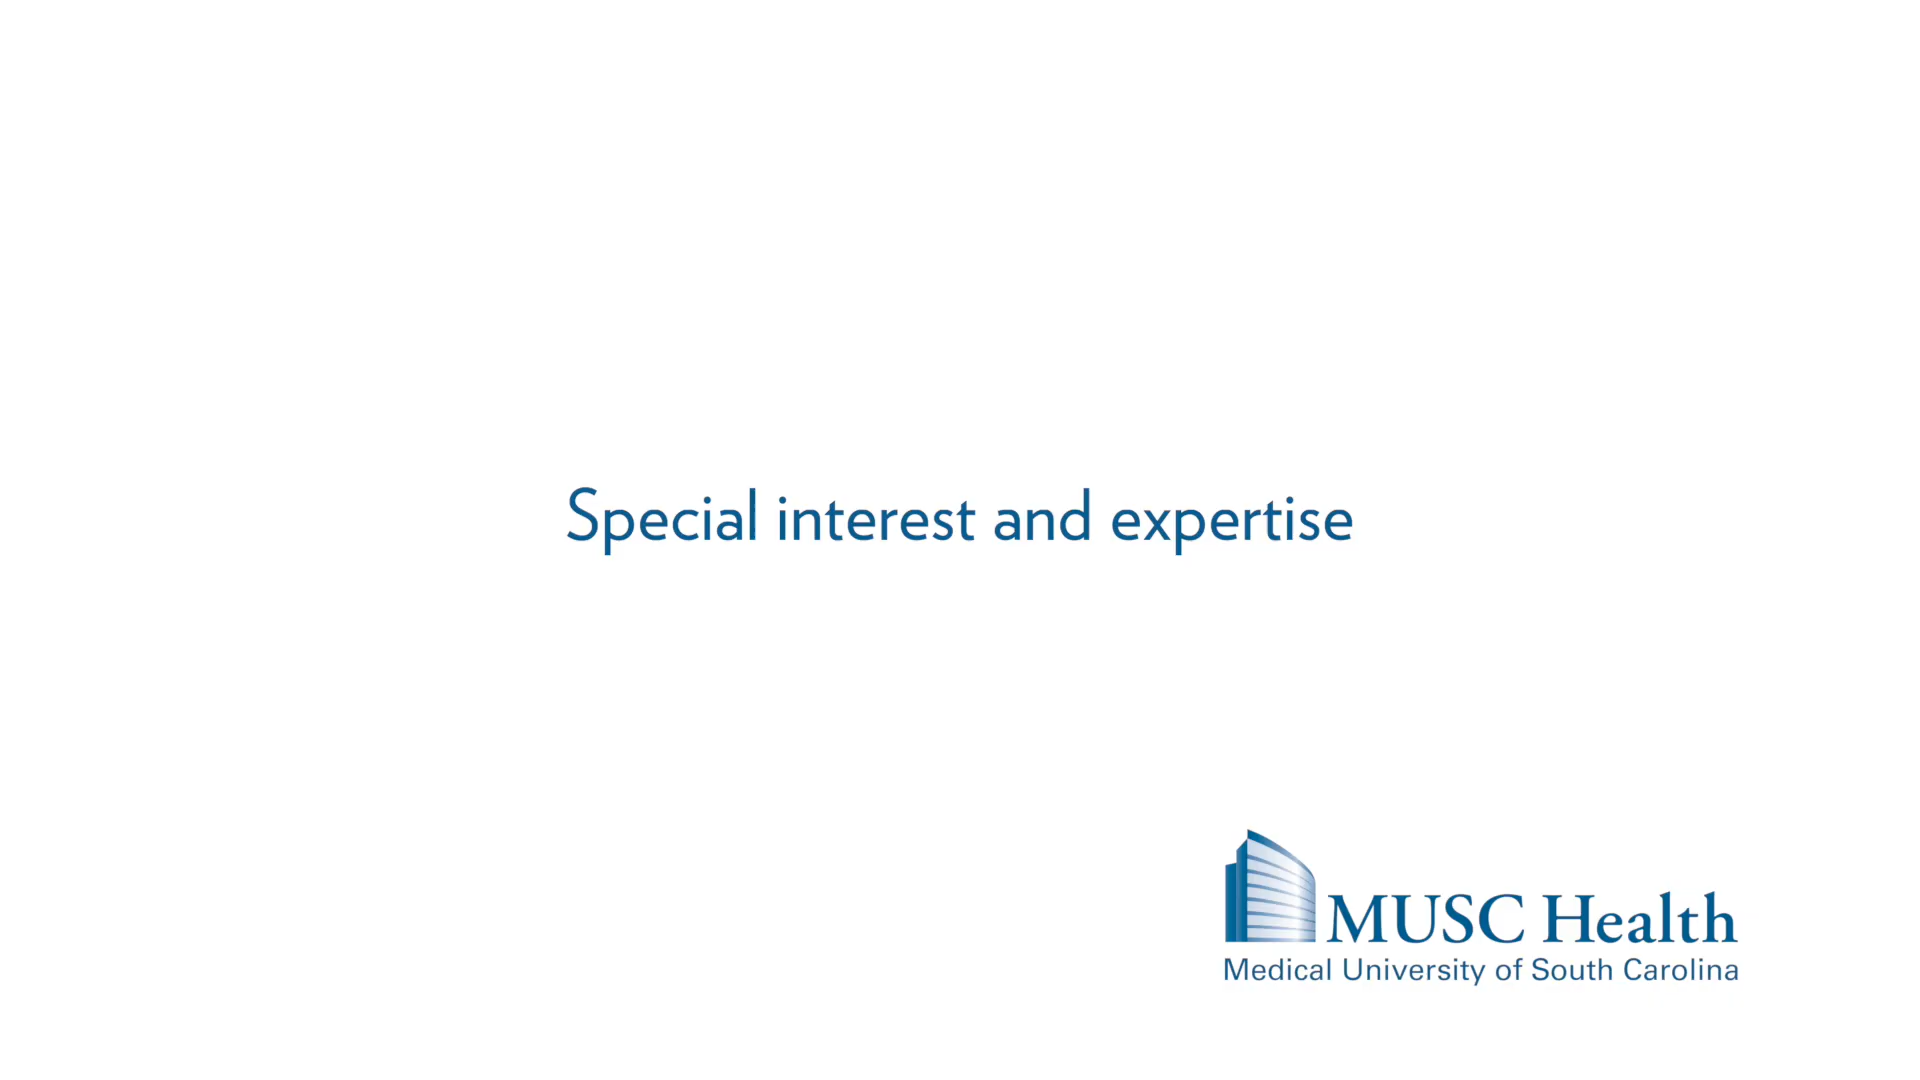 Special interest and expertise
MUSC Health
Medical University of South Carolina